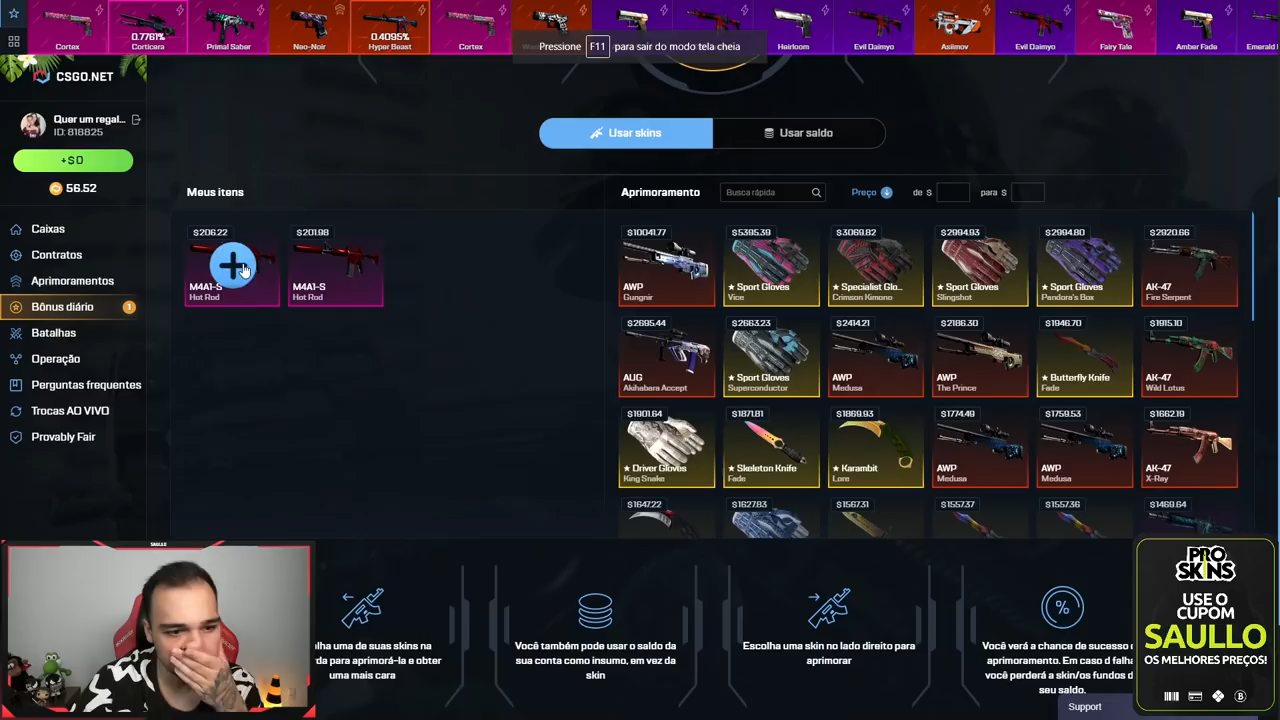 Cortex
0.7761%
Corticera
Primal Saber
Neo-Noir
0.4095%
Hyper Beast
Cortex
Heirloom
Evil Daimyo
Asiimov
Evil Daimyo
Fairy Tale
Amber Fade
Emerald
Pressione F11 para sair do modo tela cheia
CSGO.NET
Quer um regal...
ID: 818825
+$0
56.52
Caixas
Contratos
Aprimoramentos
Bônus diário 1
Batalhas
Operação
Perguntas frequentes
Trocas AO VIVO
Provably Fair
Usar skins
Usar saldo
Meus itens
$206.22
M4A1-S
Hot Rod
$201.98
M4A1-S
Hot Rod
Aprimoramento
Busca rápida
Preço
de $
para $
$10041.77
AWP
Gungnir
$5395.39
★ Sport Gloves
Vice
$3069.82
★ Specialist Glo...
Crimson Kimono
$2994.93
★ Sport Gloves
Slingshot
$2994.80
★ Sport Gloves
Pandora's Box
$2920.66
AK-47
Fire Serpent
$2695.44
AUG
Akihabara Accept
$2663.23
★ Sport Gloves
Superconductor
$2414.21
AWP
Medusa
$2186.30
AWP
The Prince
$1946.70
★ Butterfly Knife
Fade
$1915.10
AK-47
Wild Lotus
$1901.64
★ Driver Gloves
King Snake
$1871.81
★ Skeleton Knife
Fade
$1869.93
★ Karambit
Lore
$1774.49
AWP
Medusa
$1759.53
AWP
Medusa
$1662.19
AK-47
X-Ray
$1647.22
$1627.83
$1567.31
$1557.37
$1557.36
$1469.64
lha uma de suas skins na
rda para aprimorá-la e obter
uma mais cara
Você também pode usar o saldo da
sua conta como insumo, em vez da
skin
Escolha uma skin no lado direito para
aprimorar
%
Você verá a chance de sucesso
aprimoramento. Em caso d falha
você perderá a skin/os fundos d
seu saldo.
Support
SAULLO
PRO
SKINS
USE O
CUPOM
SAULLO
OS MELHORES PREÇOS!